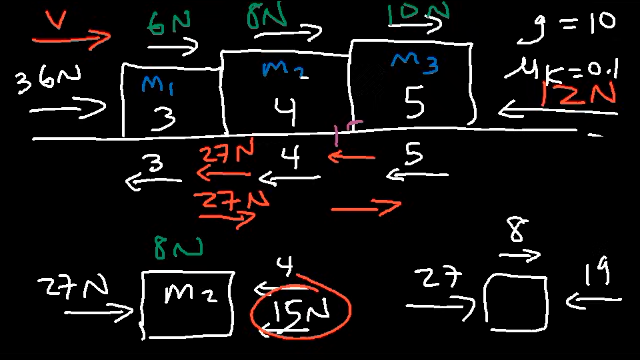 V 6N 8N 10N g = 10
36N m1 m2 m3 μK=0.1
3 4 5 12N
3 27N 4 5
27N
8N 8
27N m2 4 27 19
15N